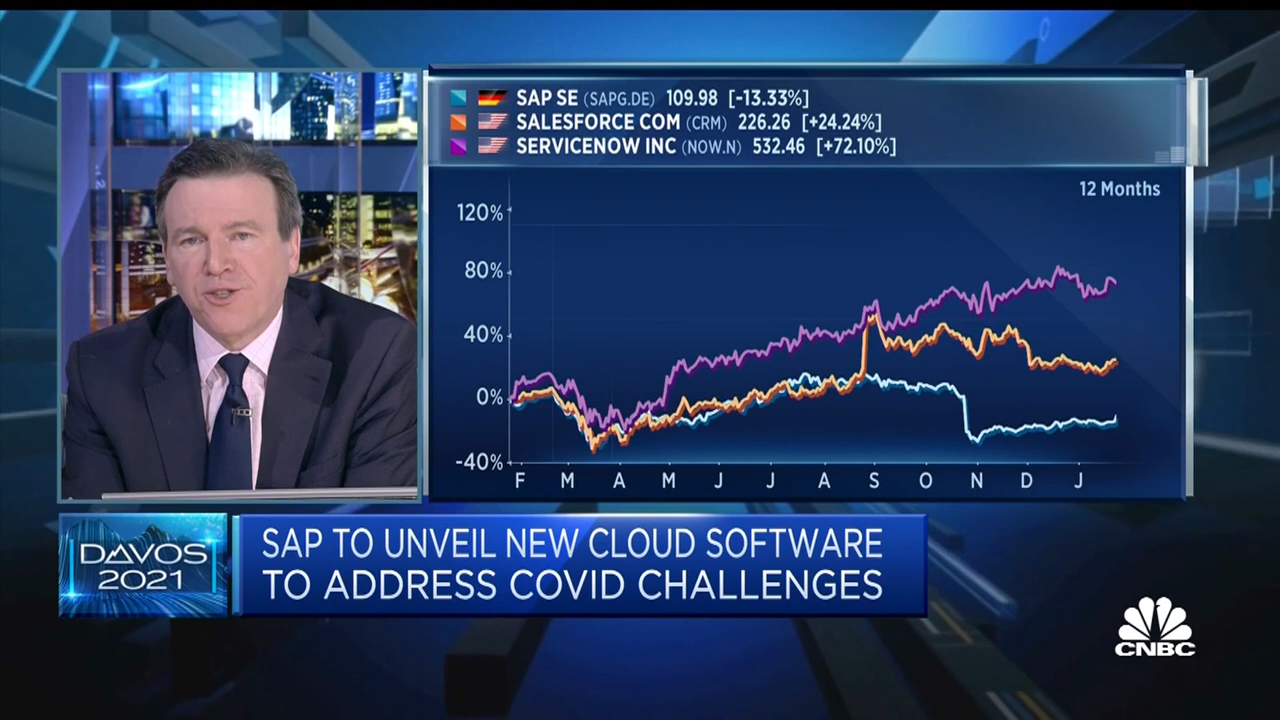 SAP SE (SAPG.DE) 109.98 [-13.33%]
SALESFORCE COM (CRM) 226.26 [+24.24%]
SERVICENOW INC (NOW.N) 532.46 [+72.10%]
12 Months
120%
80%
40%
0%
-40%
F M A M J J A S O N D J
DAVOS
2021
SAP TO UNVEIL NEW CLOUD SOFTWARE
TO ADDRESS COVID CHALLENGES
CNBC